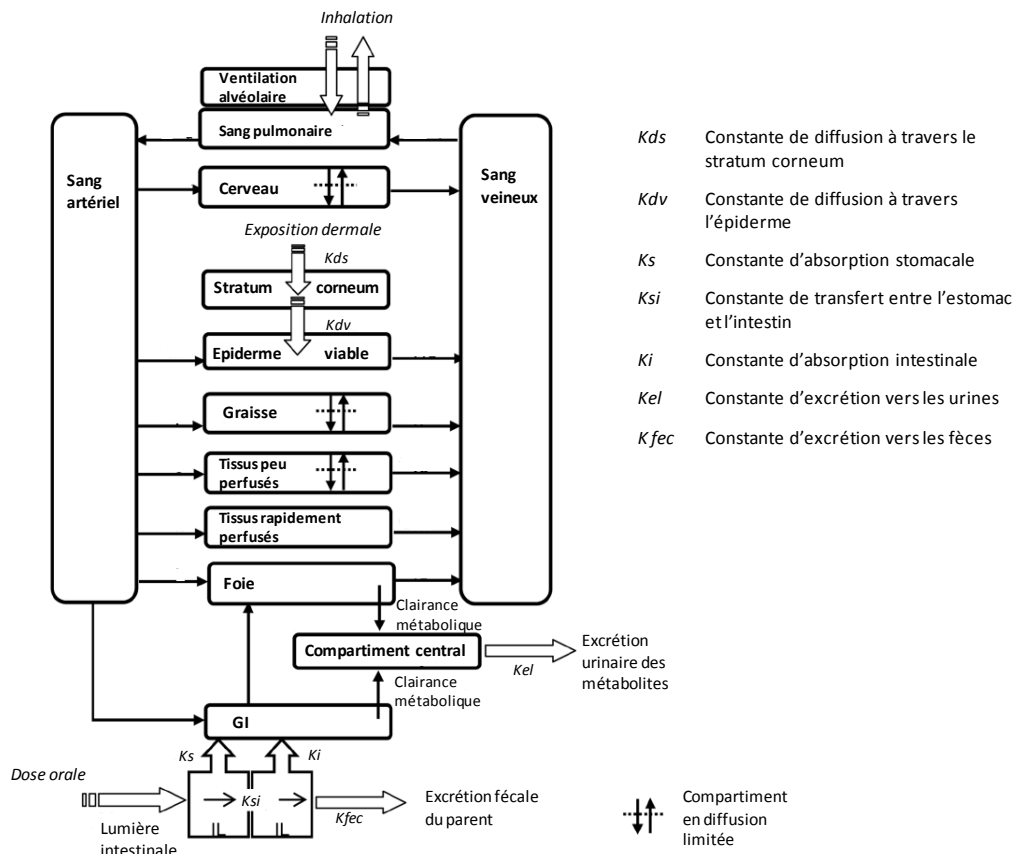 Inhalation
Ventilation
alvéolaire
Sang pulmonaire
Sang
artériel
Sang
veineux
Cerveau
Exposition dermale
Kds
Stratum corneum
Kdv
Epiderme viable
Graisse
Tissus peu
perfusés
Tissus rapidement
perfusés
Foie
Clairance
métabolique
Compartiment central
Kel
Excrétion
urinaire des
métabolites
Clairance
métabolique
GI
Ks
Ki
Dose orale
Ksi
Kfec
Excrétion fécale
du parent
Lumière
intestinale
IL
IL
Kds Constante de diffusion à travers le
stratum corneum
Kdv Constante de diffusion à travers
l'épiderme
Ks Constante d'absorption stomacale
Ksi Constante de transfert entre l'estomac
et l'intestin
Ki Constante d'absorption intestinale
Kel Constante d'excrétion vers les urines
K fec Constante d'excrétion vers les fèces
Compartiment
en diffusion
limitée